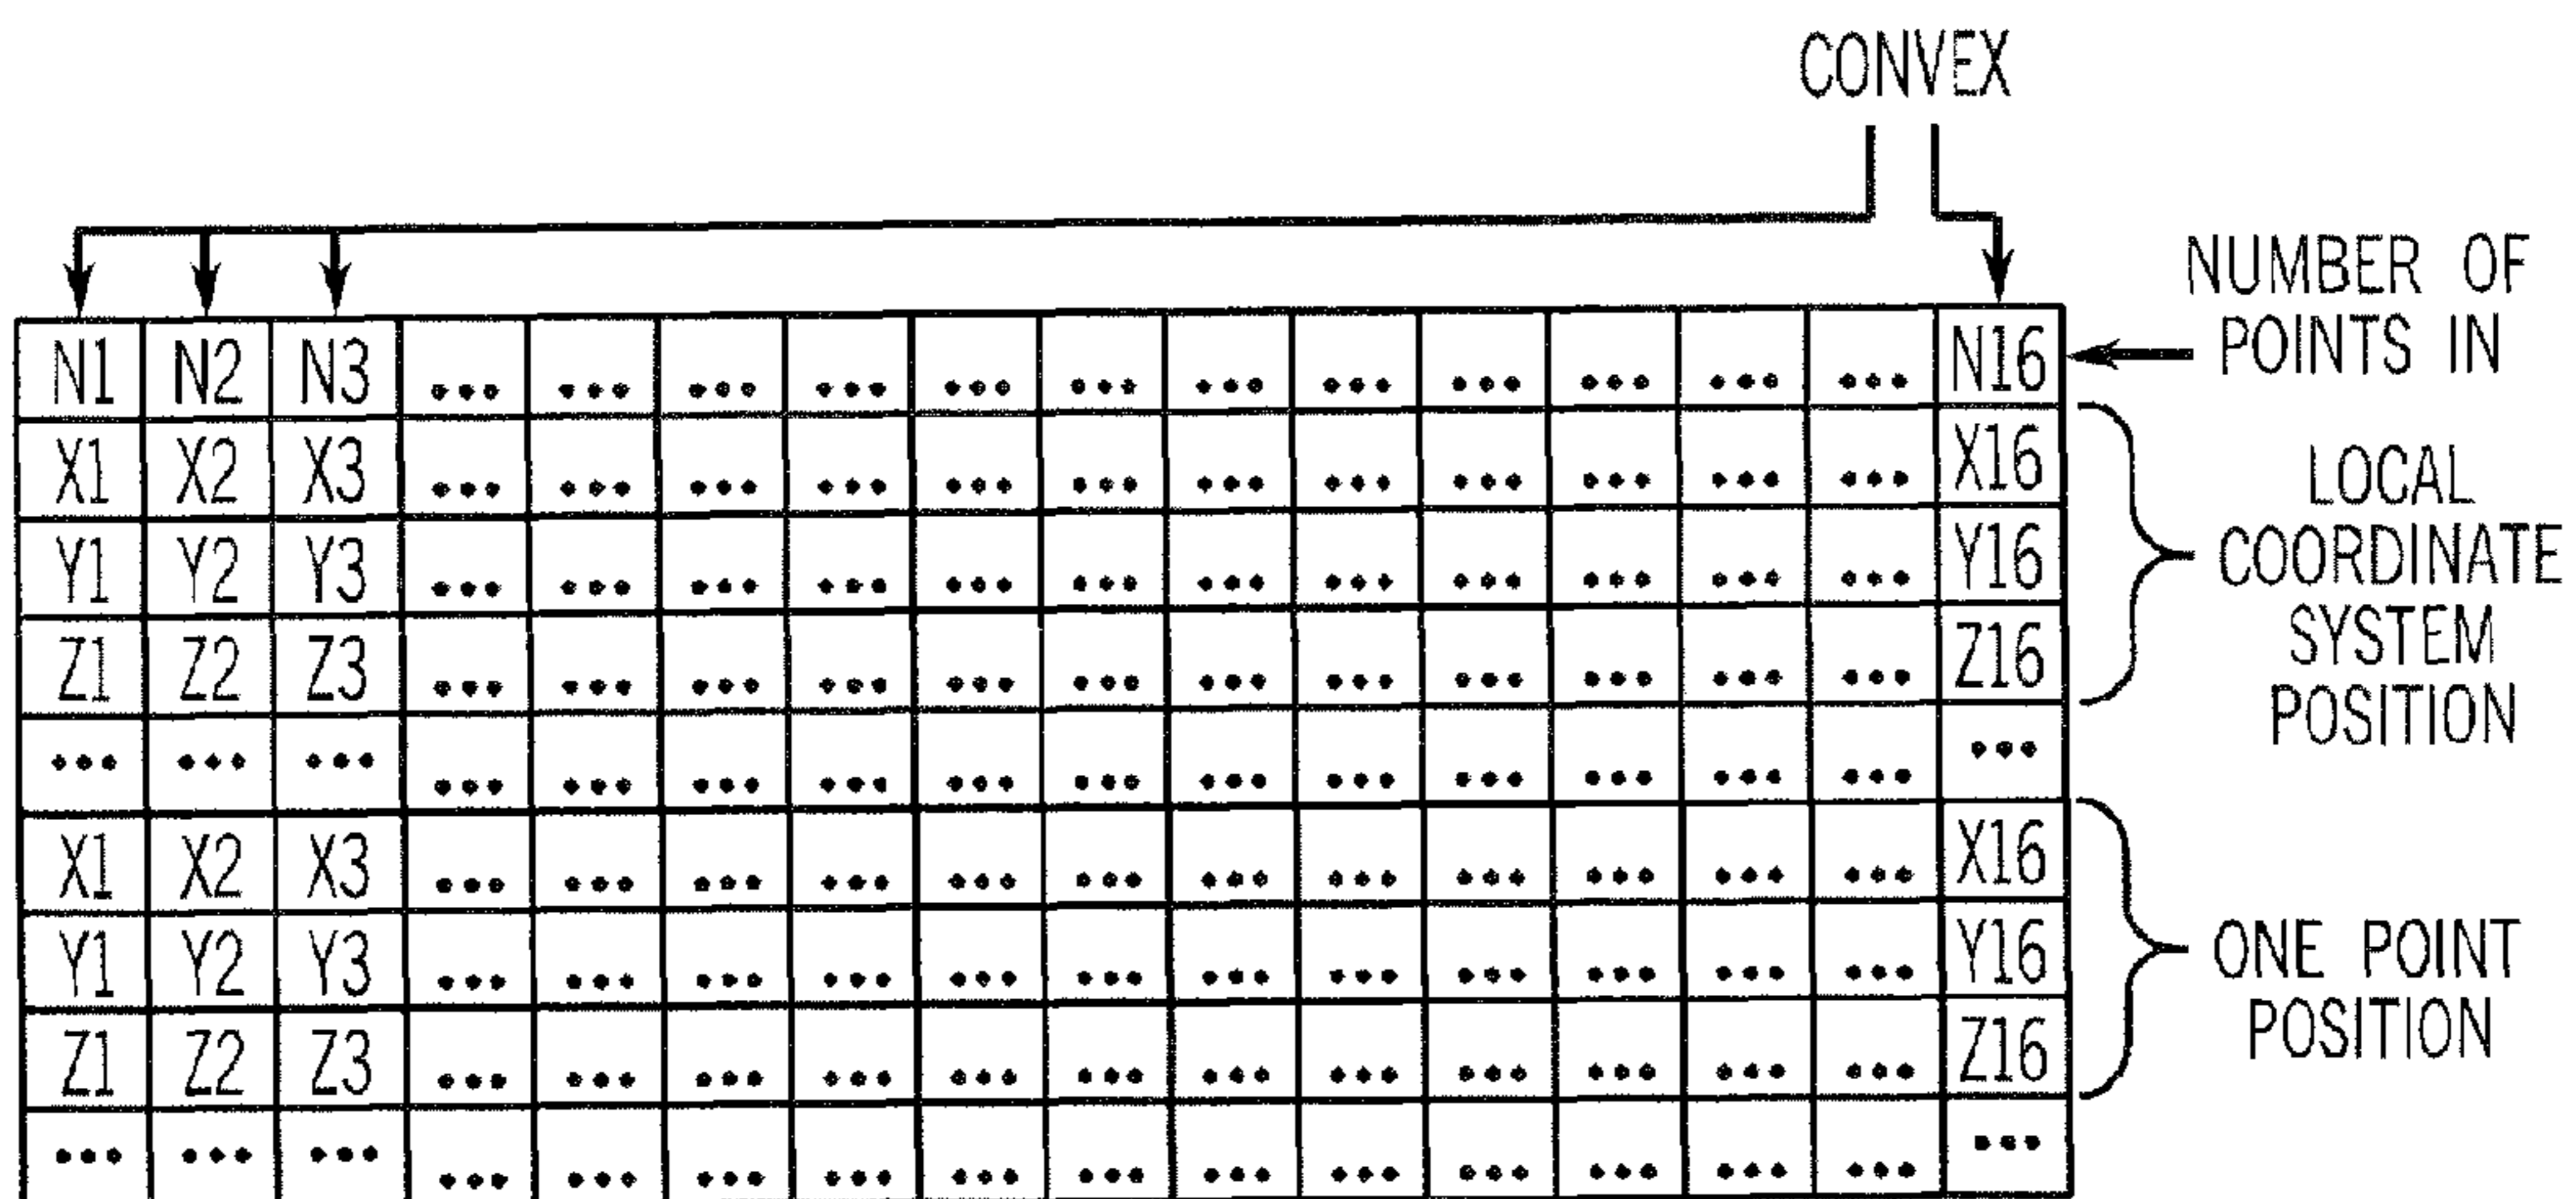 CONVEX
NUMBER OF
POINTS IN
N1 N2 N3 ... ... ... ... ... ... ... ... ... ... ... ... N16
X1 X2 X3 ... ... ... ... ... ... ... ... ... ... ... ... X16
Y1 Y2 Y3 ... ... ... ... ... ... ... ... ... ... ... ... Y16
Z1 Z2 Z3 ... ... ... ... ... ... ... ... ... ... ... ... Z16
LOCAL
COORDINATE
SYSTEM
POSITION
... ... ... ... ... ... ... ... ... ... ... ... ... ... ... ...
X1 X2 X3 ... ... ... ... ... ... ... ... ... ... ... ... X16
Y1 Y2 Y3 ... ... ... ... ... ... ... ... ... ... ... ... Y16
Z1 Z2 Z3 ... ... ... ... ... ... ... ... ... ... ... ... Z16
ONE POINT
POSITION
... ... ... ... ... ... ... ... ... ... ... ... ... ... ... ...